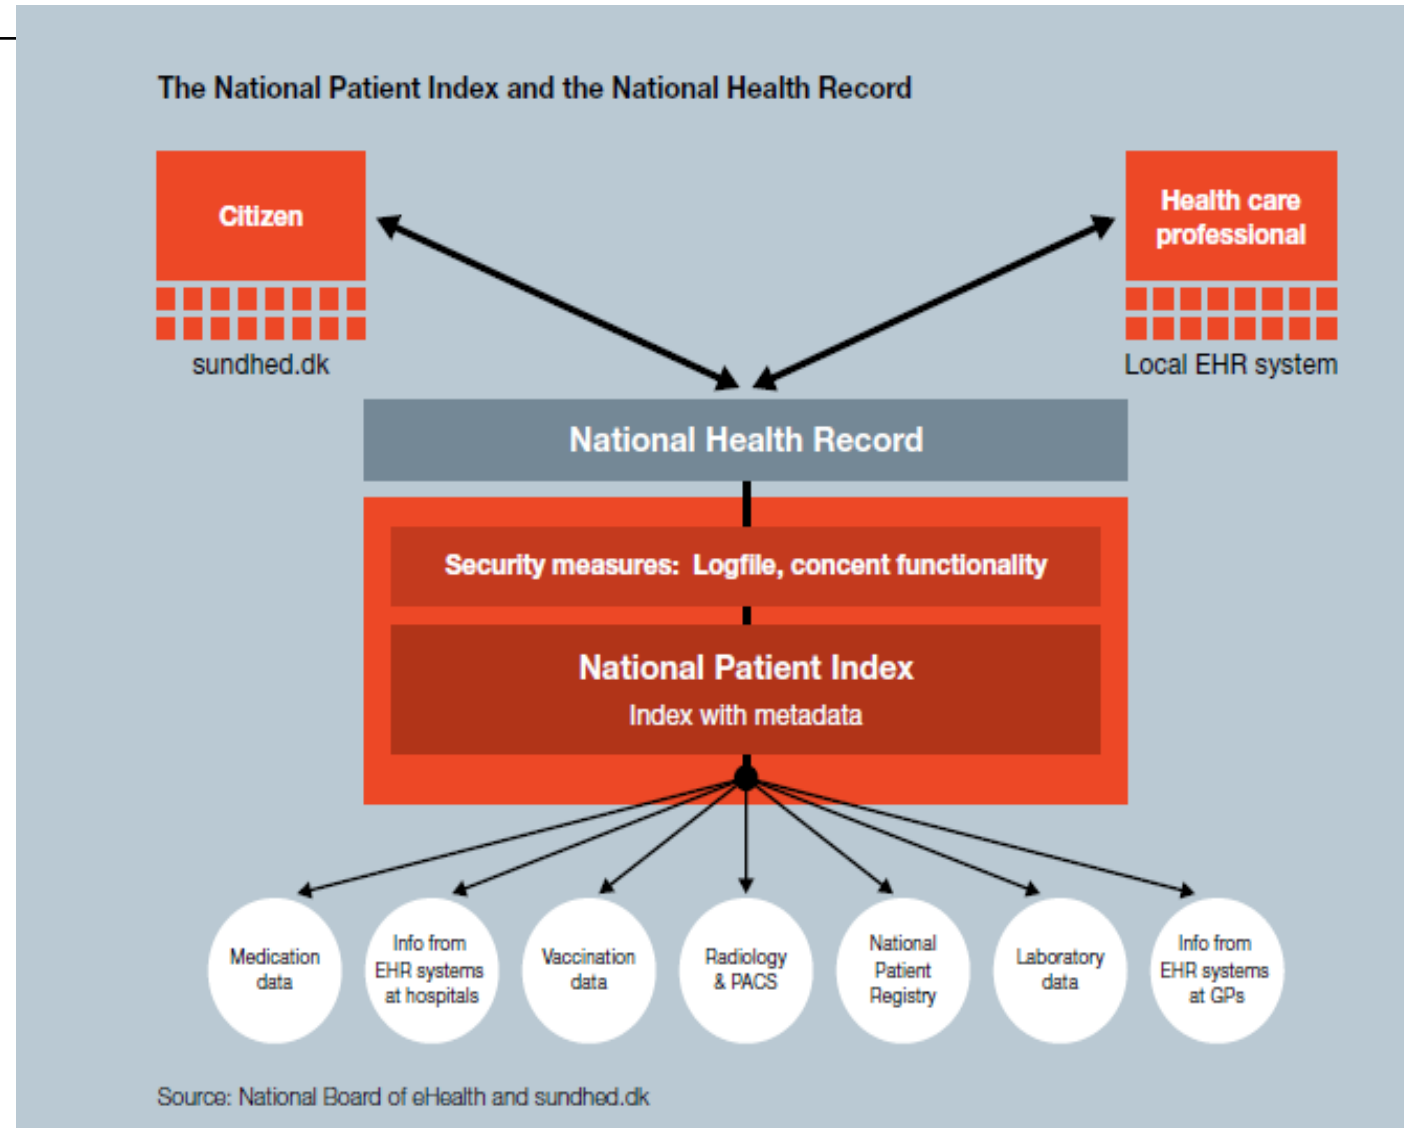 The National Patient Index and the National Health Record
Citizen
sundhed.dk
Health care
professional
Local EHR system
National Health Record
Security measures:  Logfile, concent functionality
National Patient Index
Index with metadata
Medication
data
Info from
EHR systems
at hospitals
Vaccination
data
Radiology
& PACS
National
Patient
Registry
Laboratory
data
Info from
EHR systems
at GPs
Source: National Board of eHealth and sundhed.dk